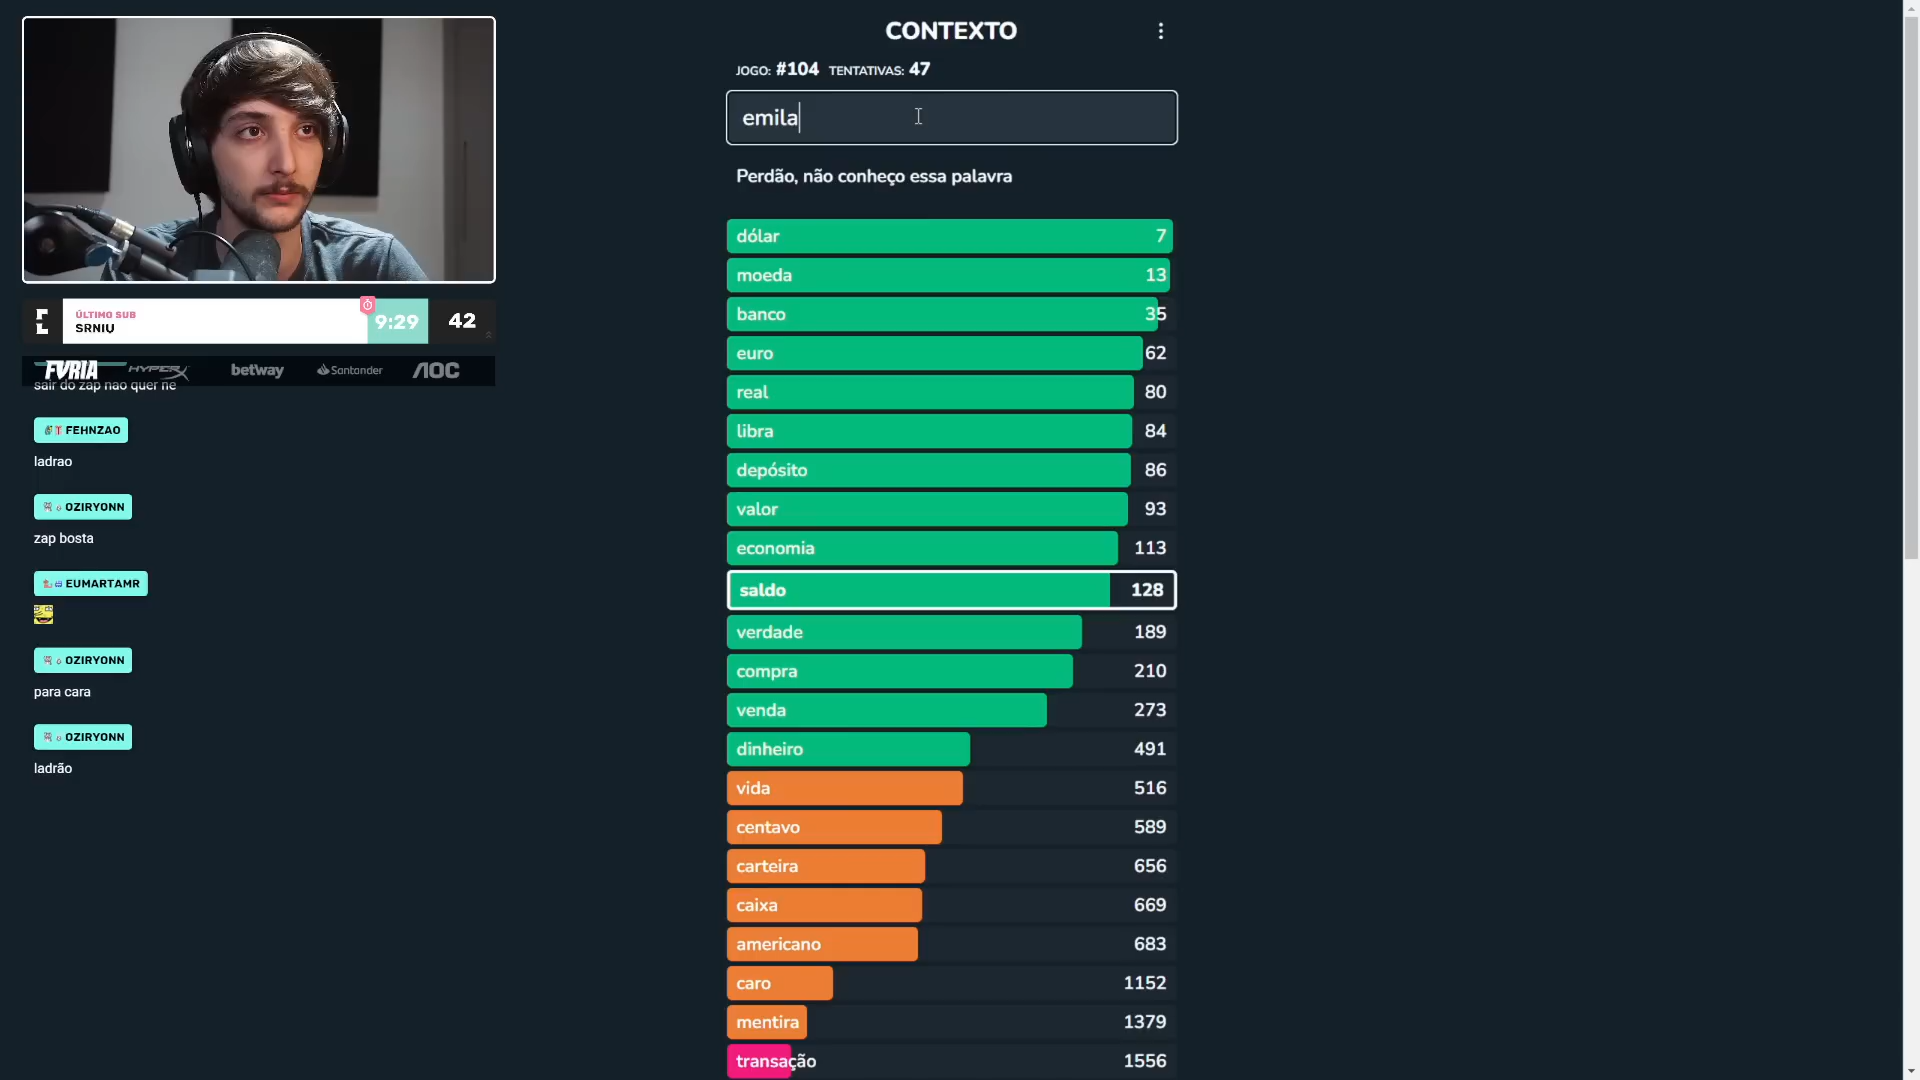 CONTEXTO
JOGO: #104 TENTATIVAS: 47
emila
Perdão, não conheço essa palavra
dólar 7
moeda 13
banco 35
euro 62
real 80
libra 84
depósito 86
valor 93
economia 113
saldo 128
verdade 189
compra 210
venda 273
dinheiro 491
vida 516
centavo 589
carteira 656
caixa 669
americano 683
caro 1152
mentira 1379
transação 1556
ÚLTIMO SUB
SRNIŲ
9:29
42
FVRIA HYPERX betway Santander AOC
sair do zap nao quer ne
FEHNZAO
ladrao
OZIRYONN
zap bosta
EUMARTAMR
OZIRYONN
para cara
OZIRYONN
ladrão